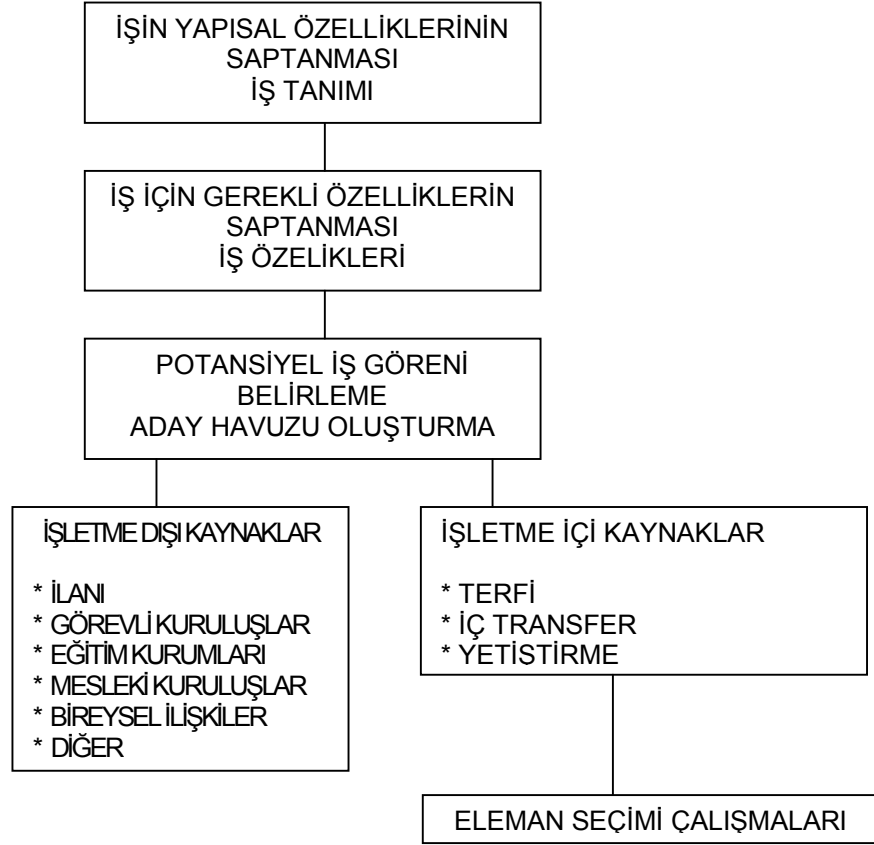 İŞİN YAPISAL ÖZELLİKLERİNİN
SAPTANMASI
İŞ TANIMI
İŞ İÇİN GEREKLİ ÖZELLİKLERİN
SAPTANMASI
İŞ ÖZELİKLERİ
POTANSİYEL İŞ GÖRENİ
BELİRLEME
ADAY HAVUZU OLUŞTURMA
İŞLETME DIŞI KAYNAKLAR
* İLANI
* GÖREVLİ KURULUŞLAR
* EĞİTİM KURUMLARI
* MESLEKİ KURULUŞLAR
* BİREYSEL İLİŞKİLER
* DİĞER
İŞLETME İÇİ KAYNAKLAR
* TERFİ
* İÇ TRANSFER
* YETİSTİRME
ELEMAN SEÇİMİ ÇALIŞMALARI